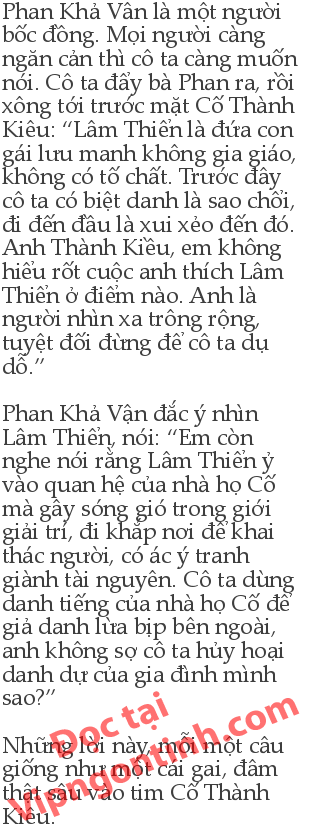 Phan Khả Vân là một người
bốc đồng. Mọi người càng
ngăn cản thì cô ta càng muốn
nói. Cô ta đẩy bà Phan ra, rồi
xông tới trước mặt Cố Thành
Kiêu: “Lâm Thiển là đứa con
gái lưu manh không gia giáo,
không có tố chất. Trước đây
cô ta có biệt danh là sao chổi,
đi đến đầu là xui xẻo đến đó.
Anh Thành Kiều, em không
hiểu rốt cuộc anh thích Lâm
Thiển ở điểm nào. Anh là
người nhìn xa trông rộng,
tuyệt đối đừng để cô ta dụ
dỗ.”
Phan Khả Vận đắc ý nhìn
Lâm Thiển, nói: “Em còn
nghe nói rằng Lâm Thiển ỷ
vào quan hệ của nhà họ Cố
mà gây sóng gió trong giới
giải trí, đi khắp nơi để khai
thác người, có ác ý tranh
giành tài nguyên. Cô ta dùng
danh tiếng của nhà họ Cố để
giả danh lừa bịp bên ngoài,
anh không sợ cô ta hủy hoại
danh dự của gia đình mình
sao?”
Những lời này, mỗi một câu
giống như một cái gai, đâm
thật sâu vào tim Cố Thành
Kiêu.
Đọc tại
Vipngontinh.com